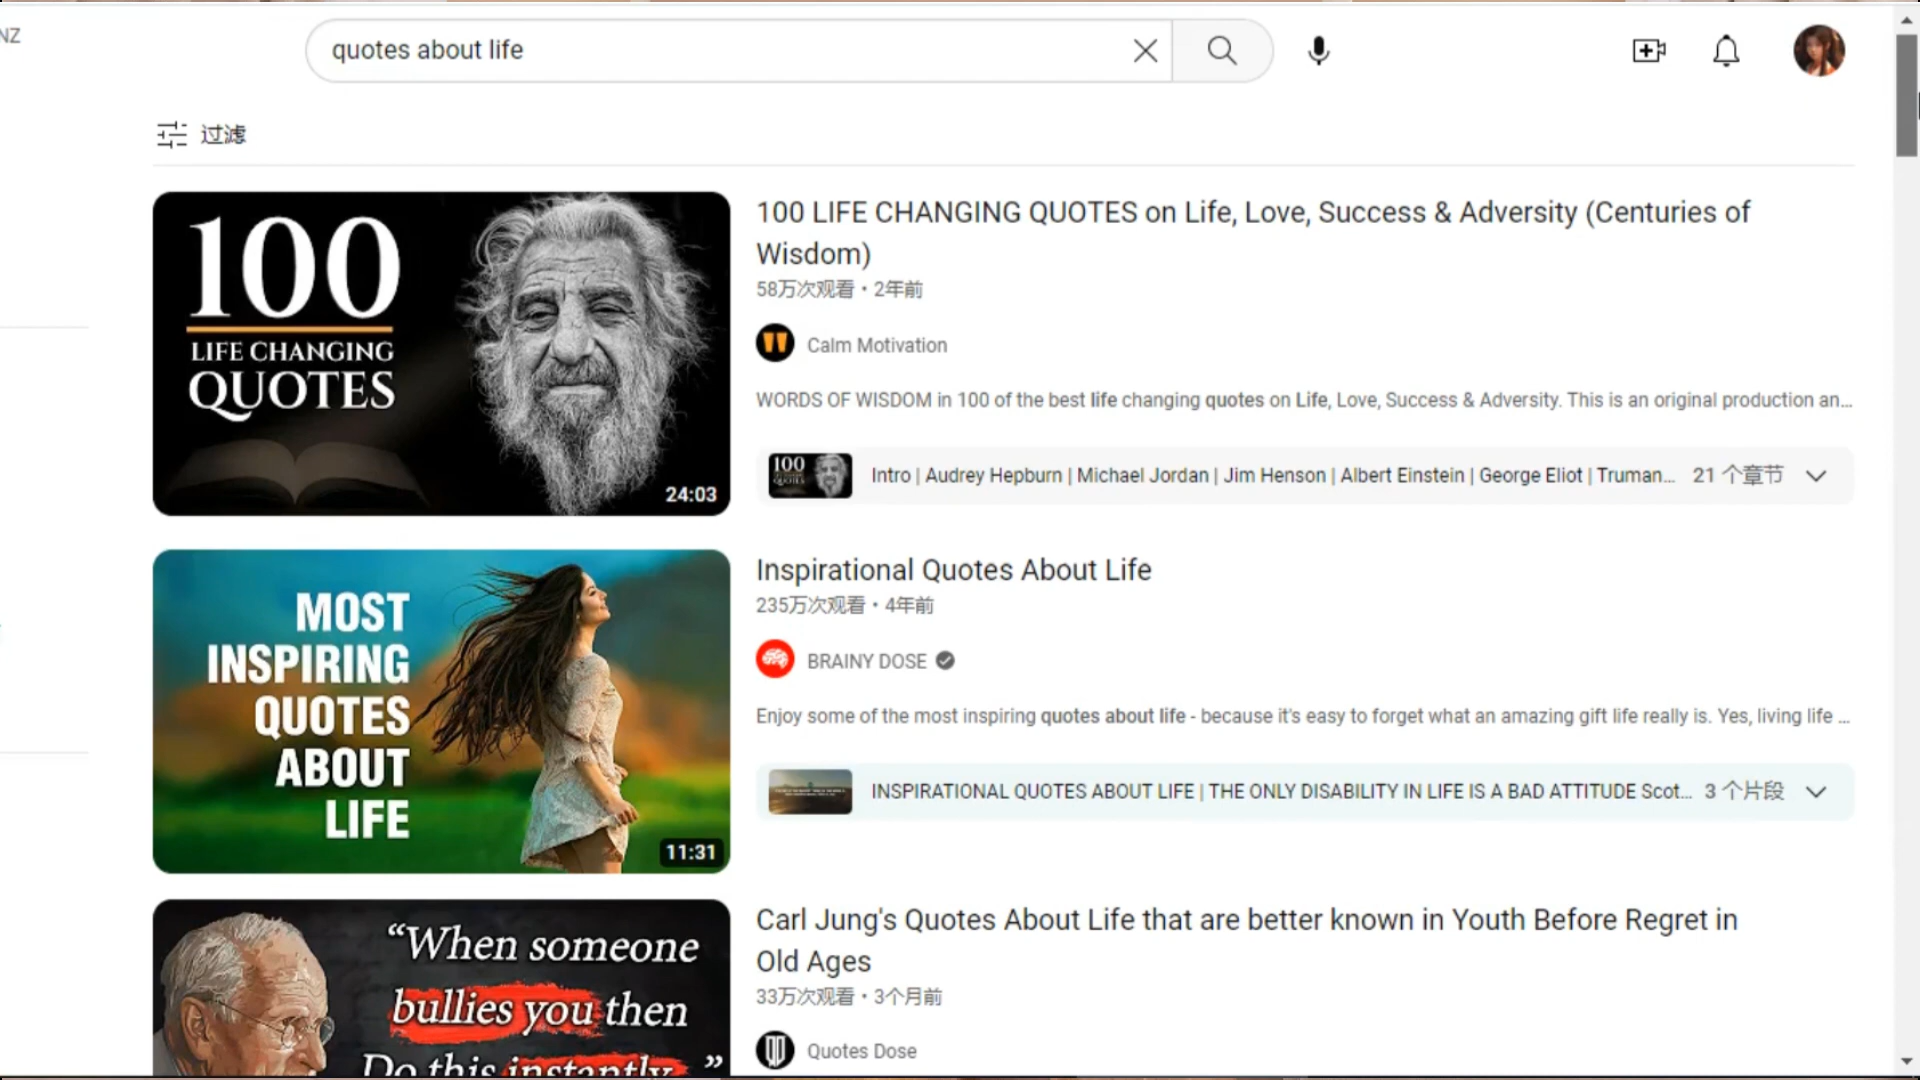 NZ
quotes about life
过滤
100
LIFE CHANGING
QUOTES
24:03
100 LIFE CHANGING QUOTES on Life, Love, Success & Adversity (Centuries of
Wisdom)
58万次观看 • 2年前
Calm Motivation
WORDS OF WISDOM in 100 of the best life changing quotes on Life, Love, Success & Adversity. This is an original production an...
100
QUOTES
Intro | Audrey Hepburn | Michael Jordan | Jim Henson | Albert Einstein | George Eliot | Truman...
21 个章节
MOST
INSPIRING
QUOTES
ABOUT
LIFE
11:31
Inspirational Quotes About Life
235万次观看 • 4年前
BRAINY DOSE
Enjoy some of the most inspiring quotes about life - because it's easy to forget what an amazing gift life really is. Yes, living life ...
INSPIRATIONAL QUOTES ABOUT LIFE | THE ONLY DISABILITY IN LIFE IS A BAD ATTITUDE Scot...
3 个片段
“When someone
bullies you then
Do this instantly ”
Carl Jung's Quotes About Life that are better known in Youth Before Regret in
Old Ages
33万次观看 • 3个月前
Quotes Dose